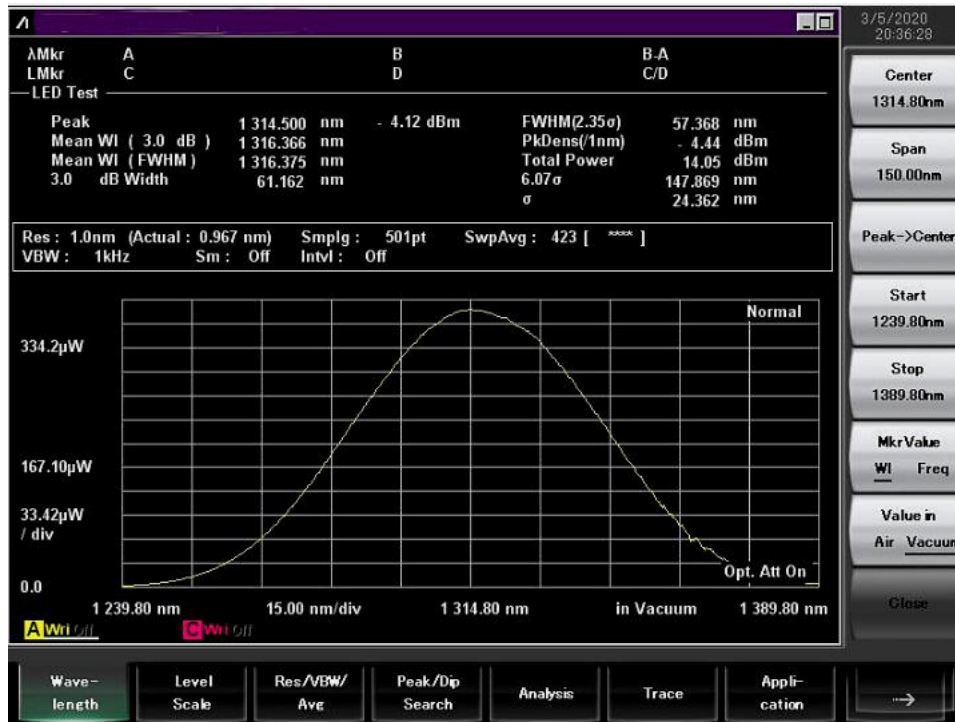 3/5/2020
20:36:28
λMkr A B B-A
LMkr C D C/D
LED Test
Peak 1 314.500 nm - 4.12 dBm FWHM(2.35σ) 57.368 nm
Mean Wl ( 3.0 dB ) 1 316.366 nm PkDens(/1nm) - 4.44 dBm
Mean Wl ( FWHM ) 1 316.375 nm Total Power 14.05 dBm
3.0 dB Width 61.162 nm 6.07σ 147.869 nm
σ 24.362 nm
Res : 1.0nm (Actual : 0.967 nm) Smplg : 501pt SwpAvg : 423 [ **** ]
VBW : 1kHz Sm : Off Intvl : Off
Normal
334.2µW
167.10µW
33.42µW
/ div
Opt. Att On
0.0
1 239.80 nm 15.00 nm/div 1 314.80 nm in Vacuum 1 389.80 nm
A Wri Off C Wri Off
Center
1314.80nm
Span
150.00nm
Peak->Center
Start
1239.80nm
Stop
1389.80nm
Mkr Value
Wl Freq
Value in
Air Vacuum
Close
Wave-
length
Level
Scale
Res/VBW/
Avg
Peak/Dip
Search
Analysis
Trace
Appli-
cation